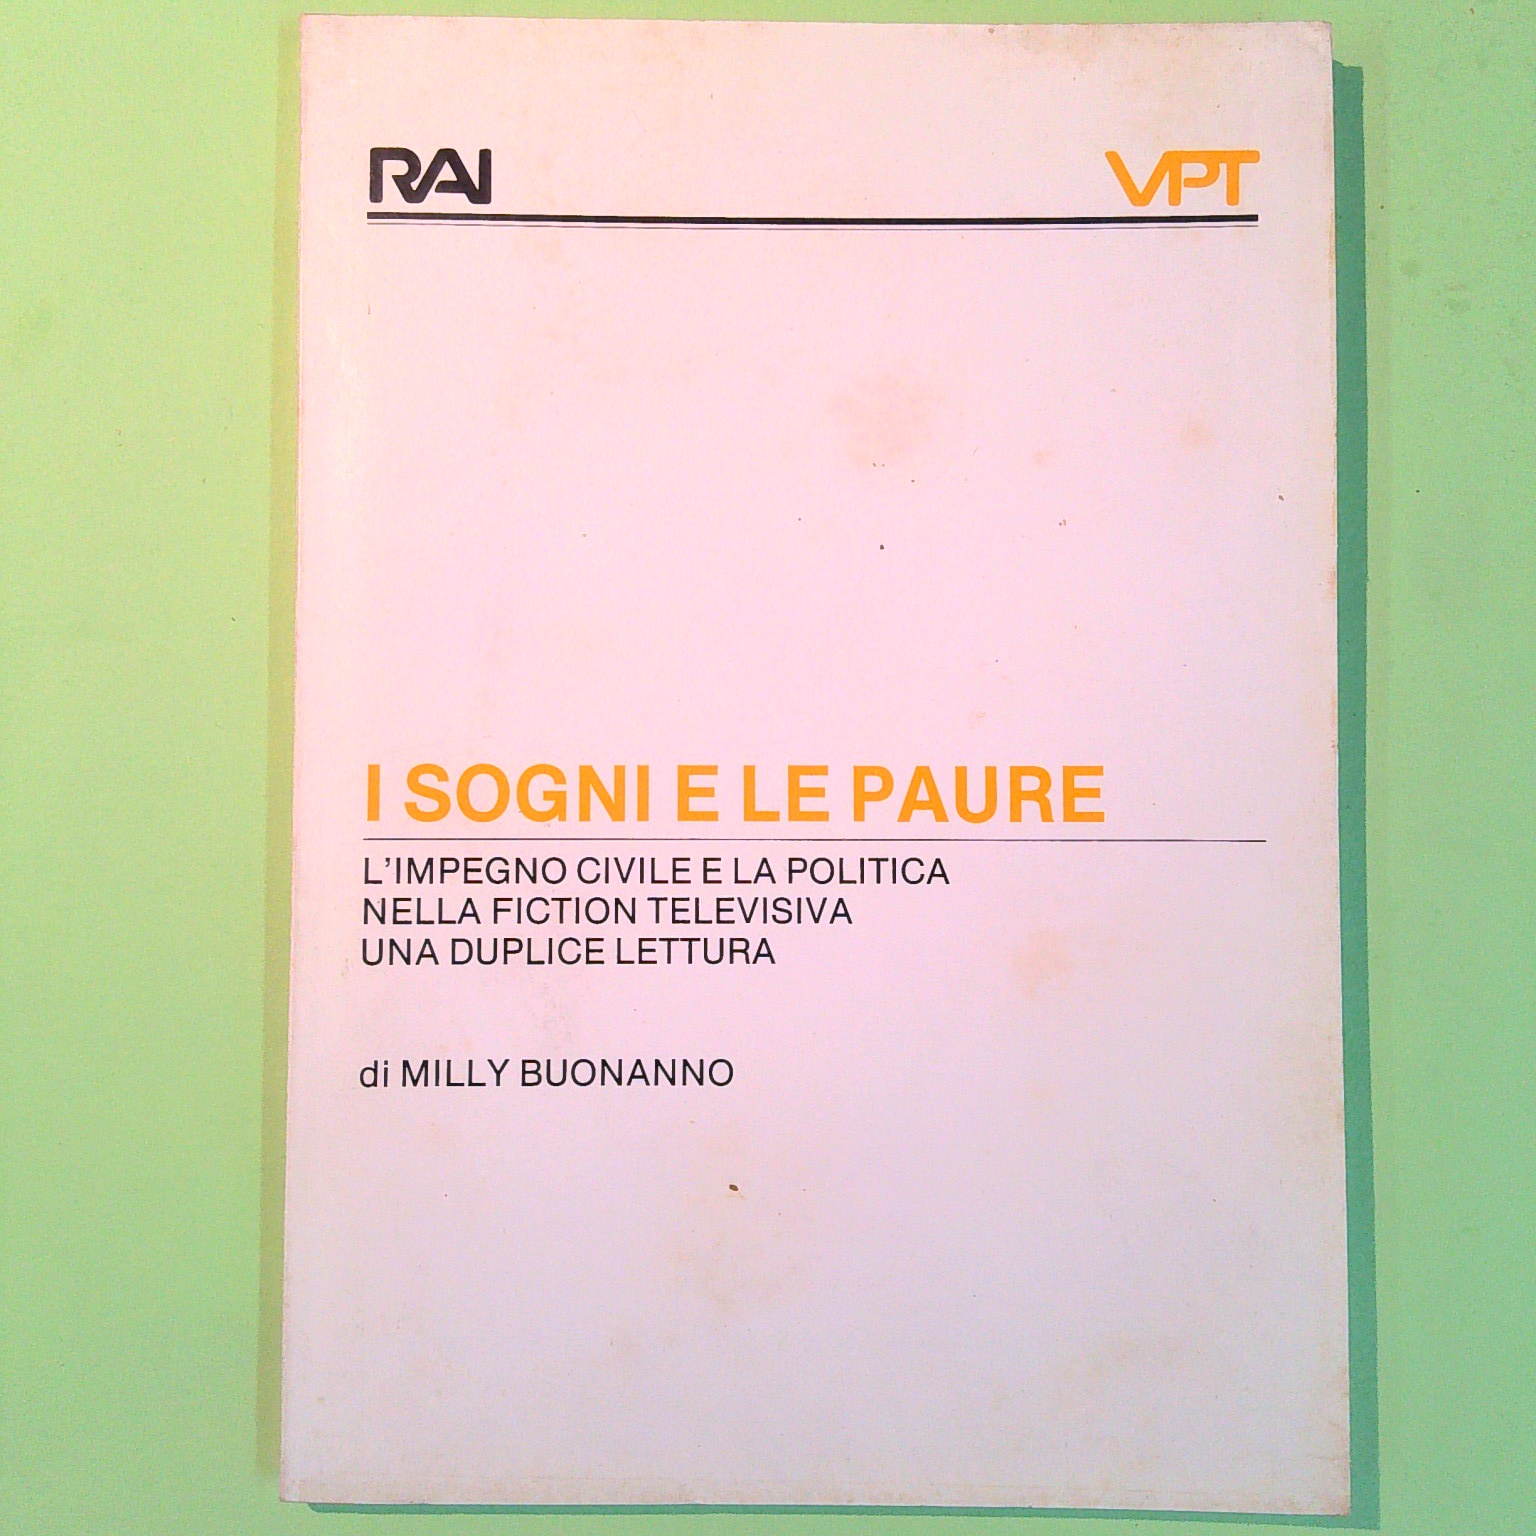 RAI VPT
I SOGNI E LE PAURE
L'IMPEGNO CIVILE E LA POLITICA
NELLA FICTION TELEVISIVA
UNA DUPLICE LETTURA
di MILLY BUONANNO